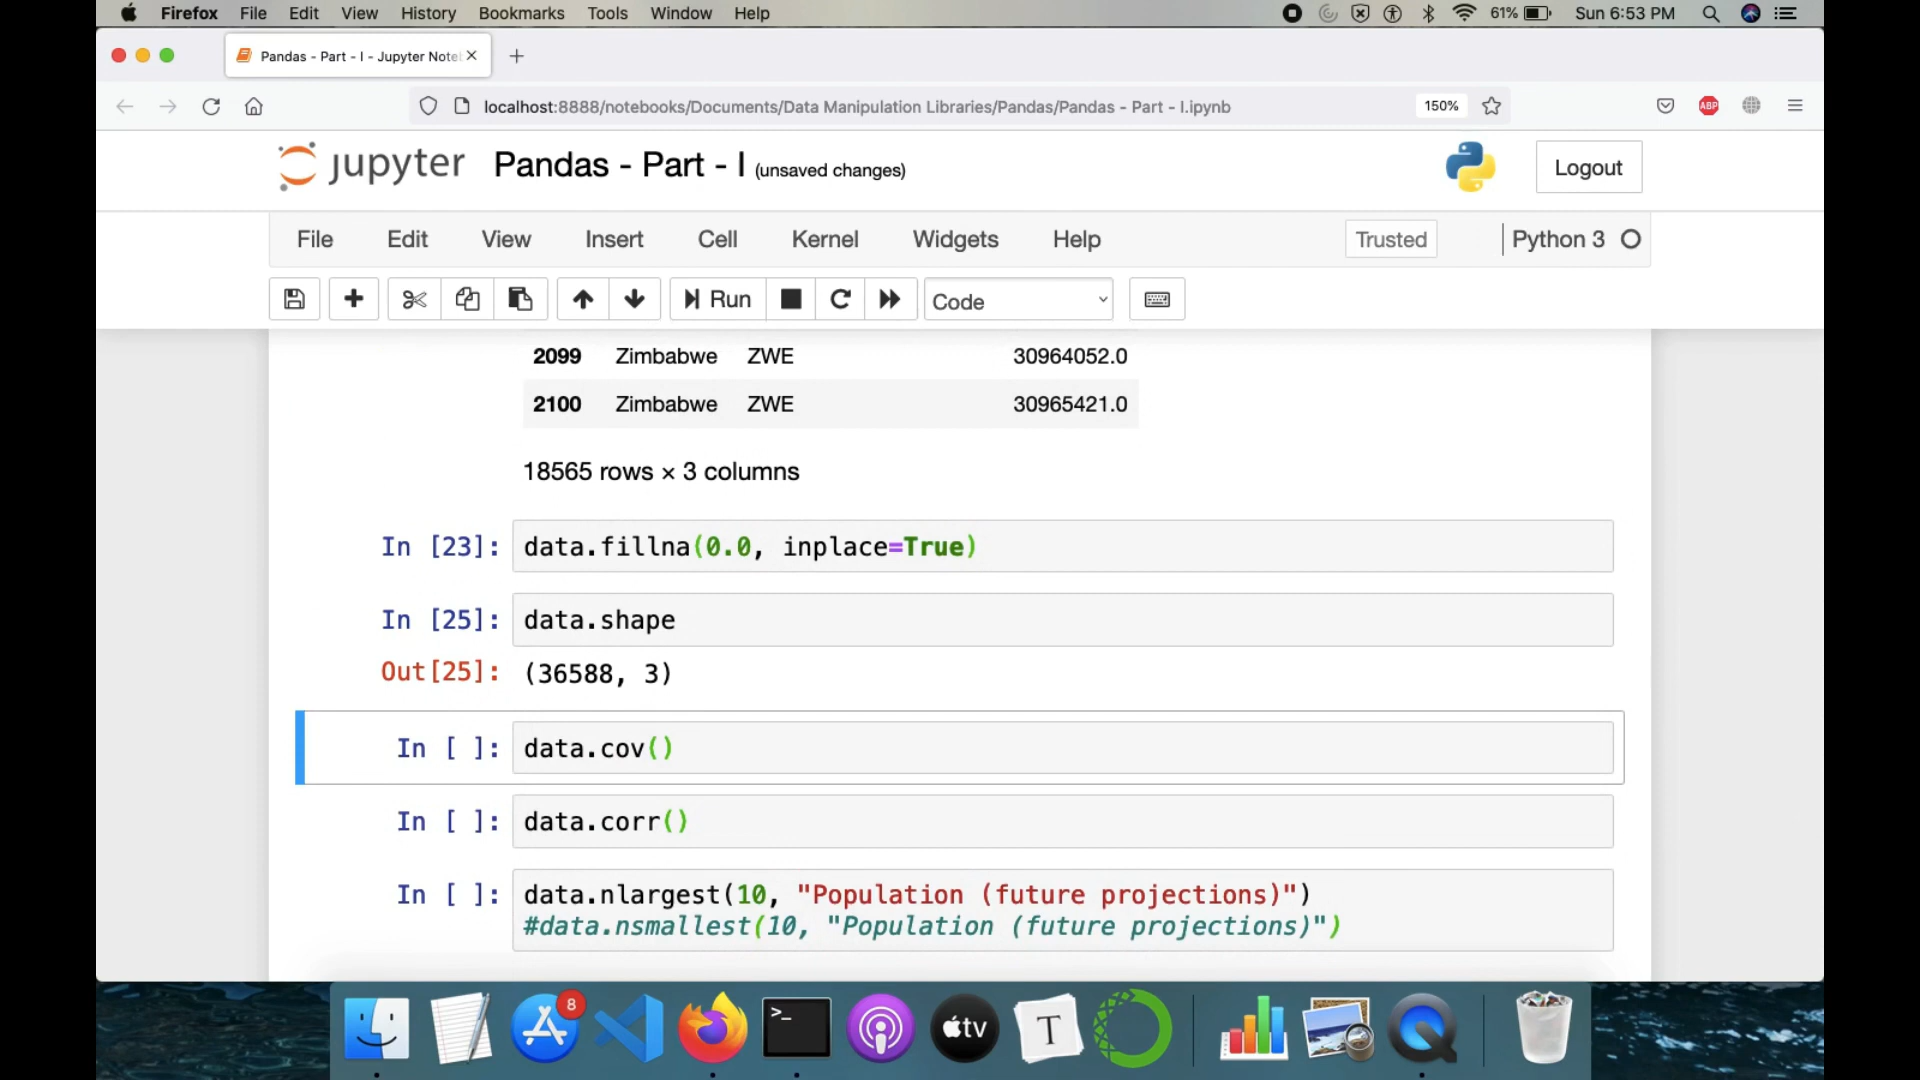 Firefox File Edit View History Bookmarks Tools Window Help 61% Sun 6:53 PM
Pandas - Part - I - Jupyter Note
localhost:8888/notebooks/Documents/Data Manipulation Libraries/Pandas/Pandas - Part - I.ipynb 150% ABP
jupyter Pandas - Part - I (unsaved changes) Logout
File Edit View Insert Cell Kernel Widgets Help Trusted Python 3
Run Code
2099 Zimbabwe ZWE 30964052.0
2100 Zimbabwe ZWE 30965421.0
18565 rows × 3 columns
In [23]: data.fillna(0.0, inplace=True)
In [25]: data.shape
Out[25]: (36588, 3)
In [ ]: data.cov()
In [ ]: data.corr()
In [ ]: data.nlargest(10, "Population (future projections)")
#data.nsmallest(10, "Population (future projections)")
8
>_
tv
T